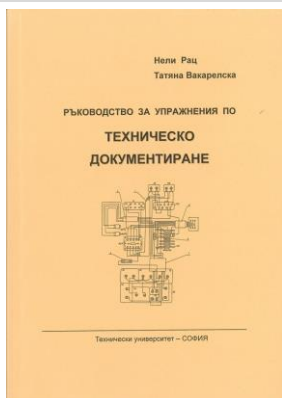 Нели Рац
Татяна Вакарелска
РЪКОВОДСТВО ЗА УПРАЖНЕНИЯ ПО
ТЕХНИЧЕСКО
ДОКУМЕНТИРАНЕ
Технически университет – СОФИЯ